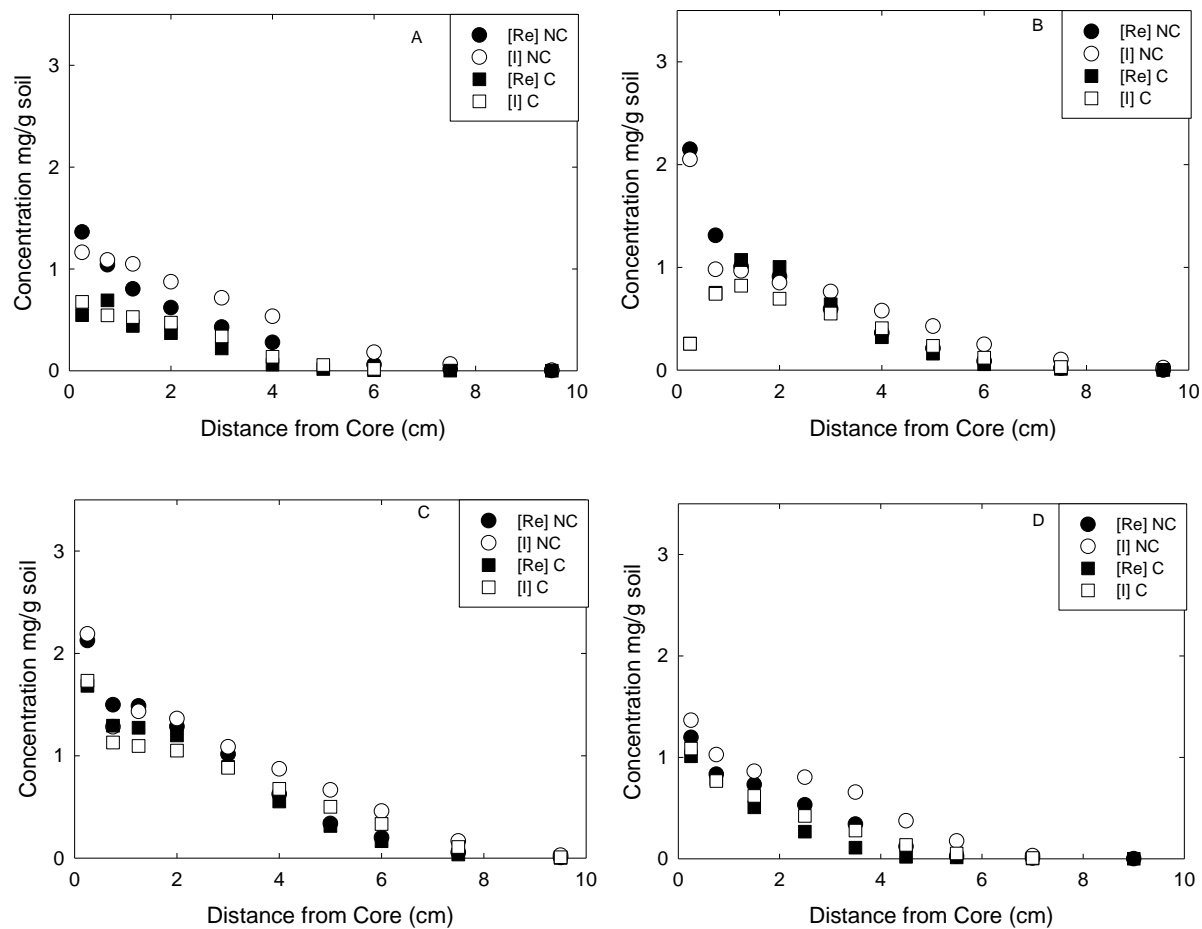 A
[Re] NC
[I] NC
[Re] C
[I] C
Concentration mg/g soil
3
2
1
0
0 2 4 6 8 10
Distance from Core (cm)
B
[Re] NC
[I] NC
[Re] C
[I] C
Concentration mg/g soil
3
2
1
0
0 2 4 6 8 10
Distance from Core (cm)
C
[Re] NC
[I] NC
[Re] C
[I] C
Concentration mg/g soil
3
2
1
0
0 2 4 6 8 10
Distance from Core (cm)
D
[Re] NC
[I] NC
[Re] C
[I] C
Concentration mg/g soil
3
2
1
0
0 2 4 6 8 10
Distance from Core (cm)